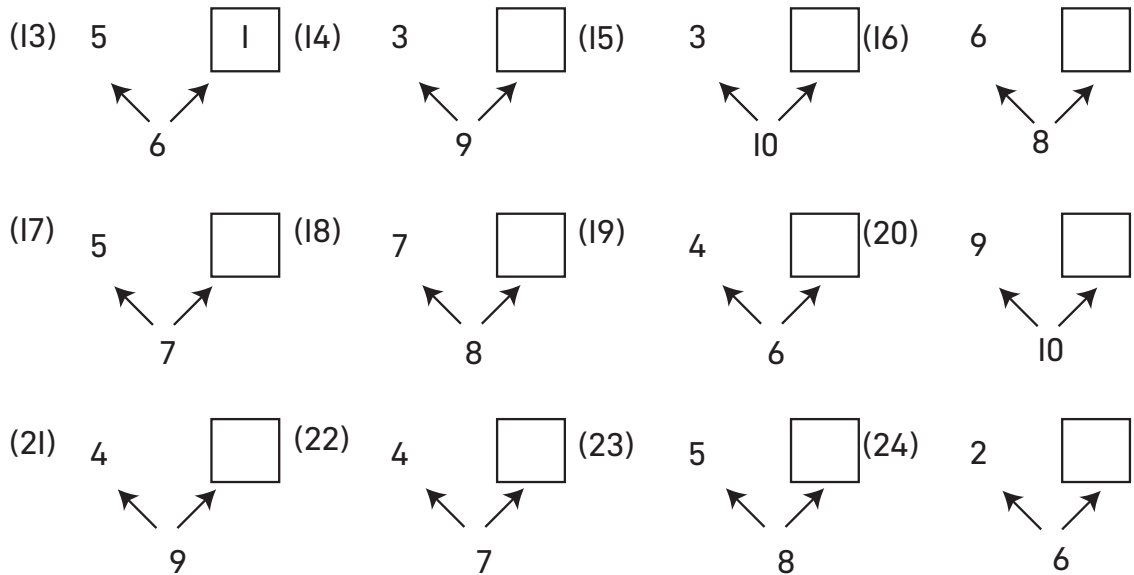 (13) 5 1 (14) 3 (15) 3 (16) 6
6 9 10 8
(17) 5 (18) 7 (19) 4 (20) 9
7 8 6 10
(21) 4 (22) 4 (23) 5 (24) 2
9 7 8 6